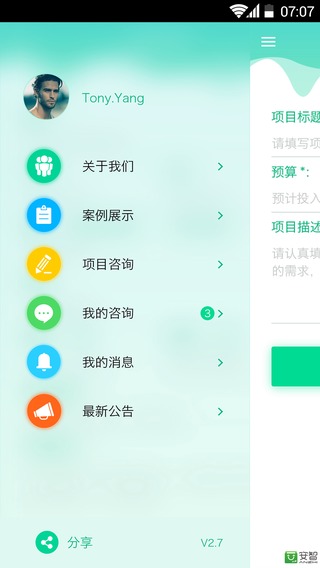 07:07
Tony.Yang
关于我们
案例展示
项目咨询
我的咨询
3
我的消息
最新公告
分享
V2.7
项目标题
请填写项
预算 *:
预计投入
项目描述
请认真填
的需求,
安智